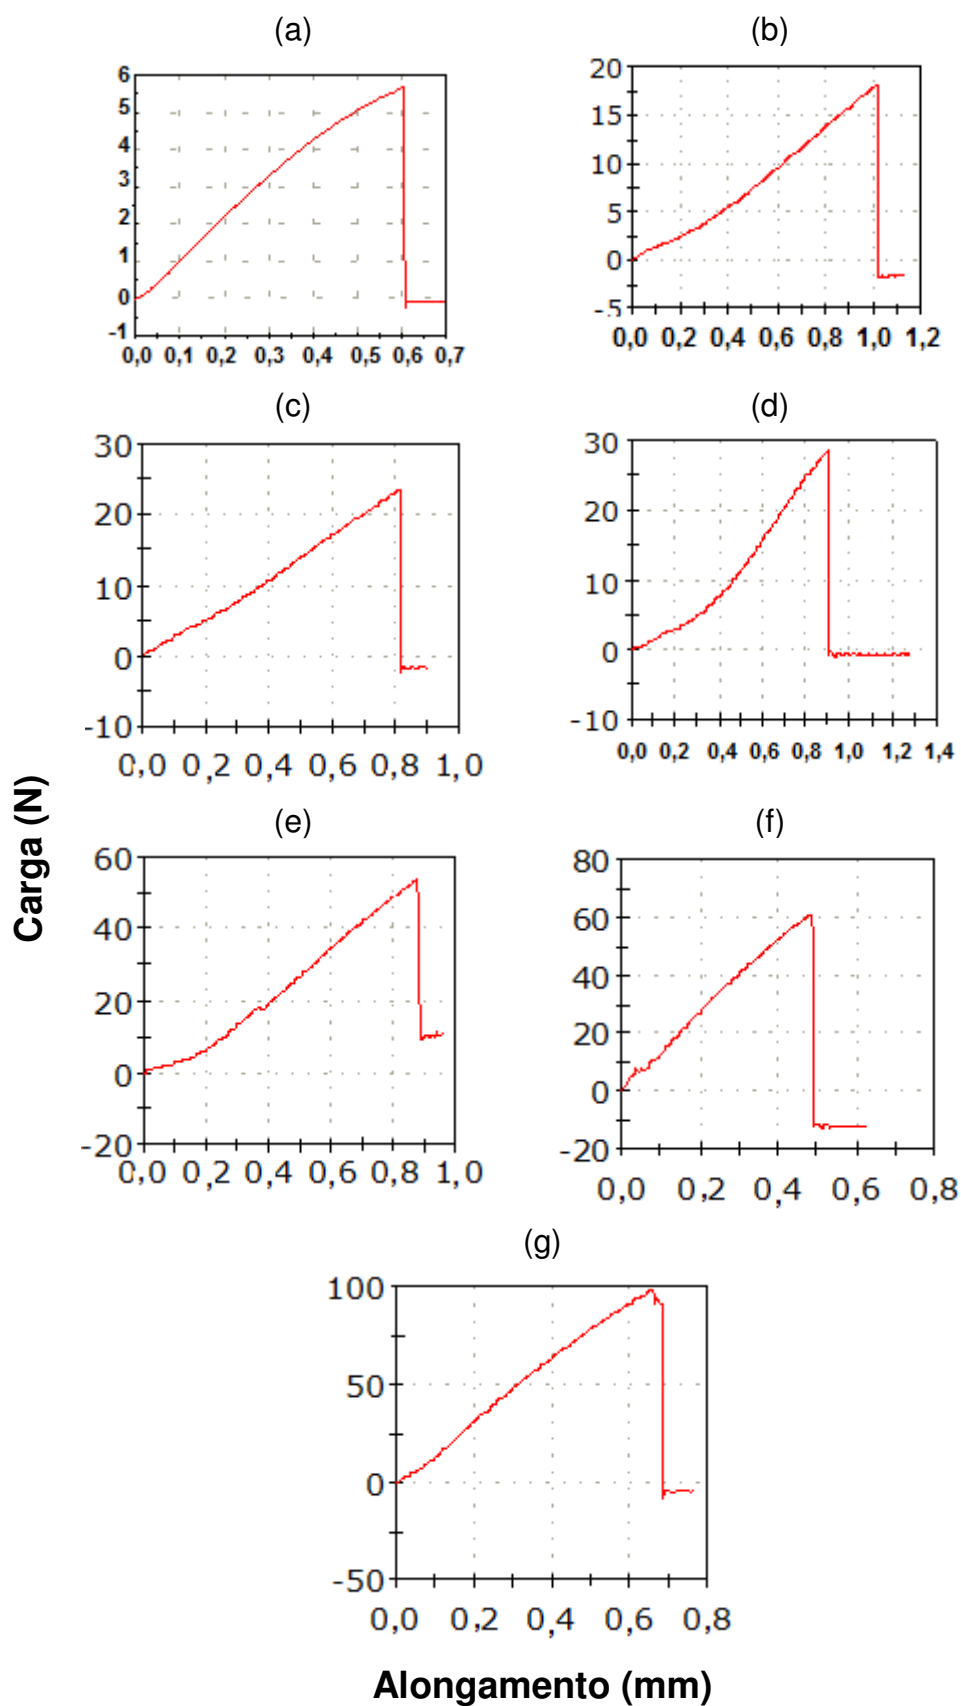 (a)
(b)
6
5
4
3
2
1
0
-1
0,0 0,1 0,2 0,3 0,4 0,5 0,6 0,7
20
15
10
5
0
-5
0,0 0,2 0,4 0,6 0,8 1,0 1,2
(c)
(d)
30
20
10
0
-10
0,0 0,2 0,4 0,6 0,8 1,0
30
20
10
0
-10
0,0 0,2 0,4 0,6 0,8 1,0 1,2 1,4
Carga (N)
(e)
(f)
60
40
20
0
-20
0,0 0,2 0,4 0,6 0,8 1,0
80
60
40
20
0
-20
0,0 0,2 0,4 0,6 0,8
(g)
100
50
0
-50
0,0 0,2 0,4 0,6 0,8
Alongamento (mm)